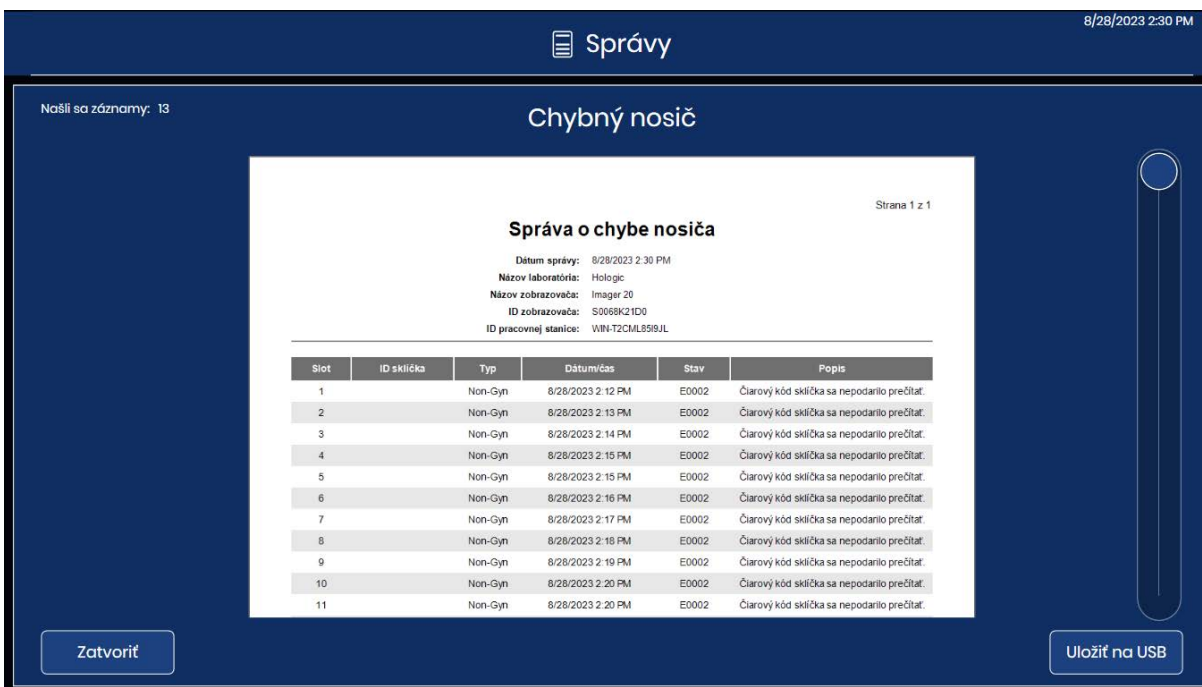 8/28/2023 2:30 PM
Správy
Našli sa záznamy: 13
Chybný nosič
Strana 1 z 1
Správa o chybe nosiča
Dátum správy: 8/28/2023 2:30 PM
Názov laboratória: Hologic
Názov zobrazovača: Imager 20
ID zobrazovača: S0068K21D0
ID pracovnej stanice: WIN-T2CML85I9JL
Slot ID sklíčka Typ Dátum/čas Stav Popis
1 Non-Gyn 8/28/2023 2:12 PM E0002 Čiarový kód sklíčka sa nepodarilo prečítať.
2 Non-Gyn 8/28/2023 2:13 PM E0002 Čiarový kód sklíčka sa nepodarilo prečítať.
3 Non-Gyn 8/28/2023 2:14 PM E0002 Čiarový kód sklíčka sa nepodarilo prečítať.
4 Non-Gyn 8/28/2023 2:15 PM E0002 Čiarový kód sklíčka sa nepodarilo prečítať.
5 Non-Gyn 8/28/2023 2:15 PM E0002 Čiarový kód sklíčka sa nepodarilo prečítať.
6 Non-Gyn 8/28/2023 2:16 PM E0002 Čiarový kód sklíčka sa nepodarilo prečítať.
7 Non-Gyn 8/28/2023 2:17 PM E0002 Čiarový kód sklíčka sa nepodarilo prečítať.
8 Non-Gyn 8/28/2023 2:18 PM E0002 Čiarový kód sklíčka sa nepodarilo prečítať.
9 Non-Gyn 8/28/2023 2:19 PM E0002 Čiarový kód sklíčka sa nepodarilo prečítať.
10 Non-Gyn 8/28/2023 2:20 PM E0002 Čiarový kód sklíčka sa nepodarilo prečítať.
11 Non-Gyn 8/28/2023 2:20 PM E0002 Čiarový kód sklíčka sa nepodarilo prečítať.
Zatvoriť
Uložiť na USB